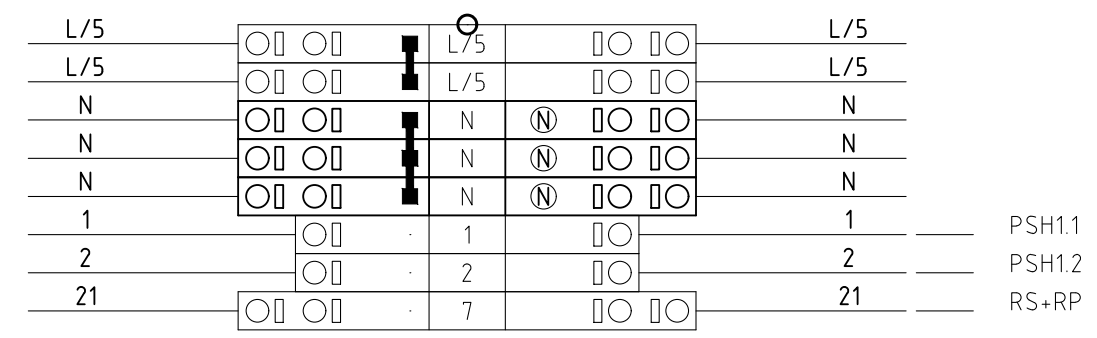 L/5 L/5 L/5
L/5 L/5 L/5
N N N N
N N N N
N N N N
1 1 1 PSH1.1
2 2 2 PSH1.2
21 7 21 RS+RP